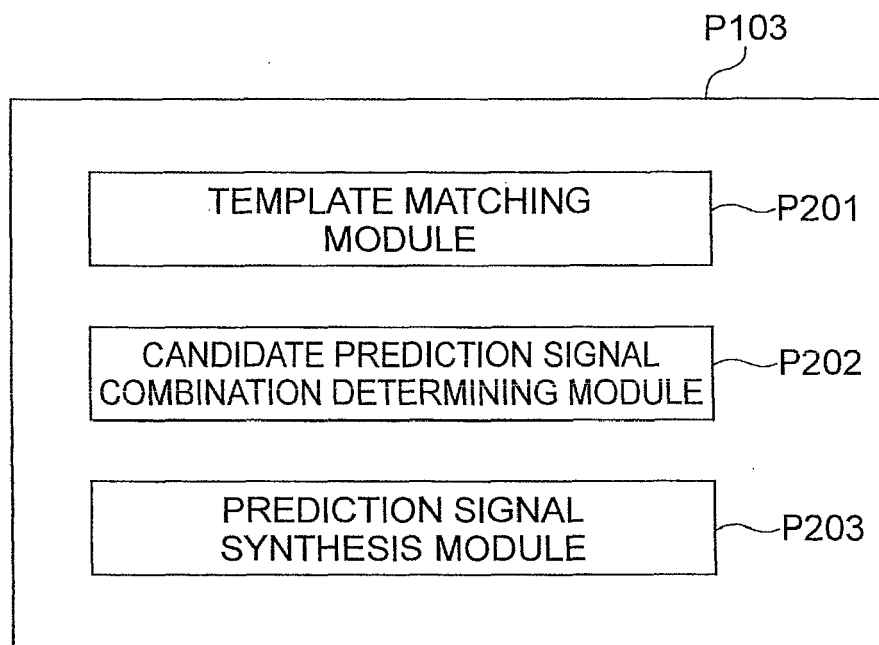 P103
TEMPLATE MATCHING
MODULE
P201
CANDIDATE PREDICTION SIGNAL
COMBINATION DETERMINING MODULE
P202
PREDICTION SIGNAL
SYNTHESIS MODULE
P203